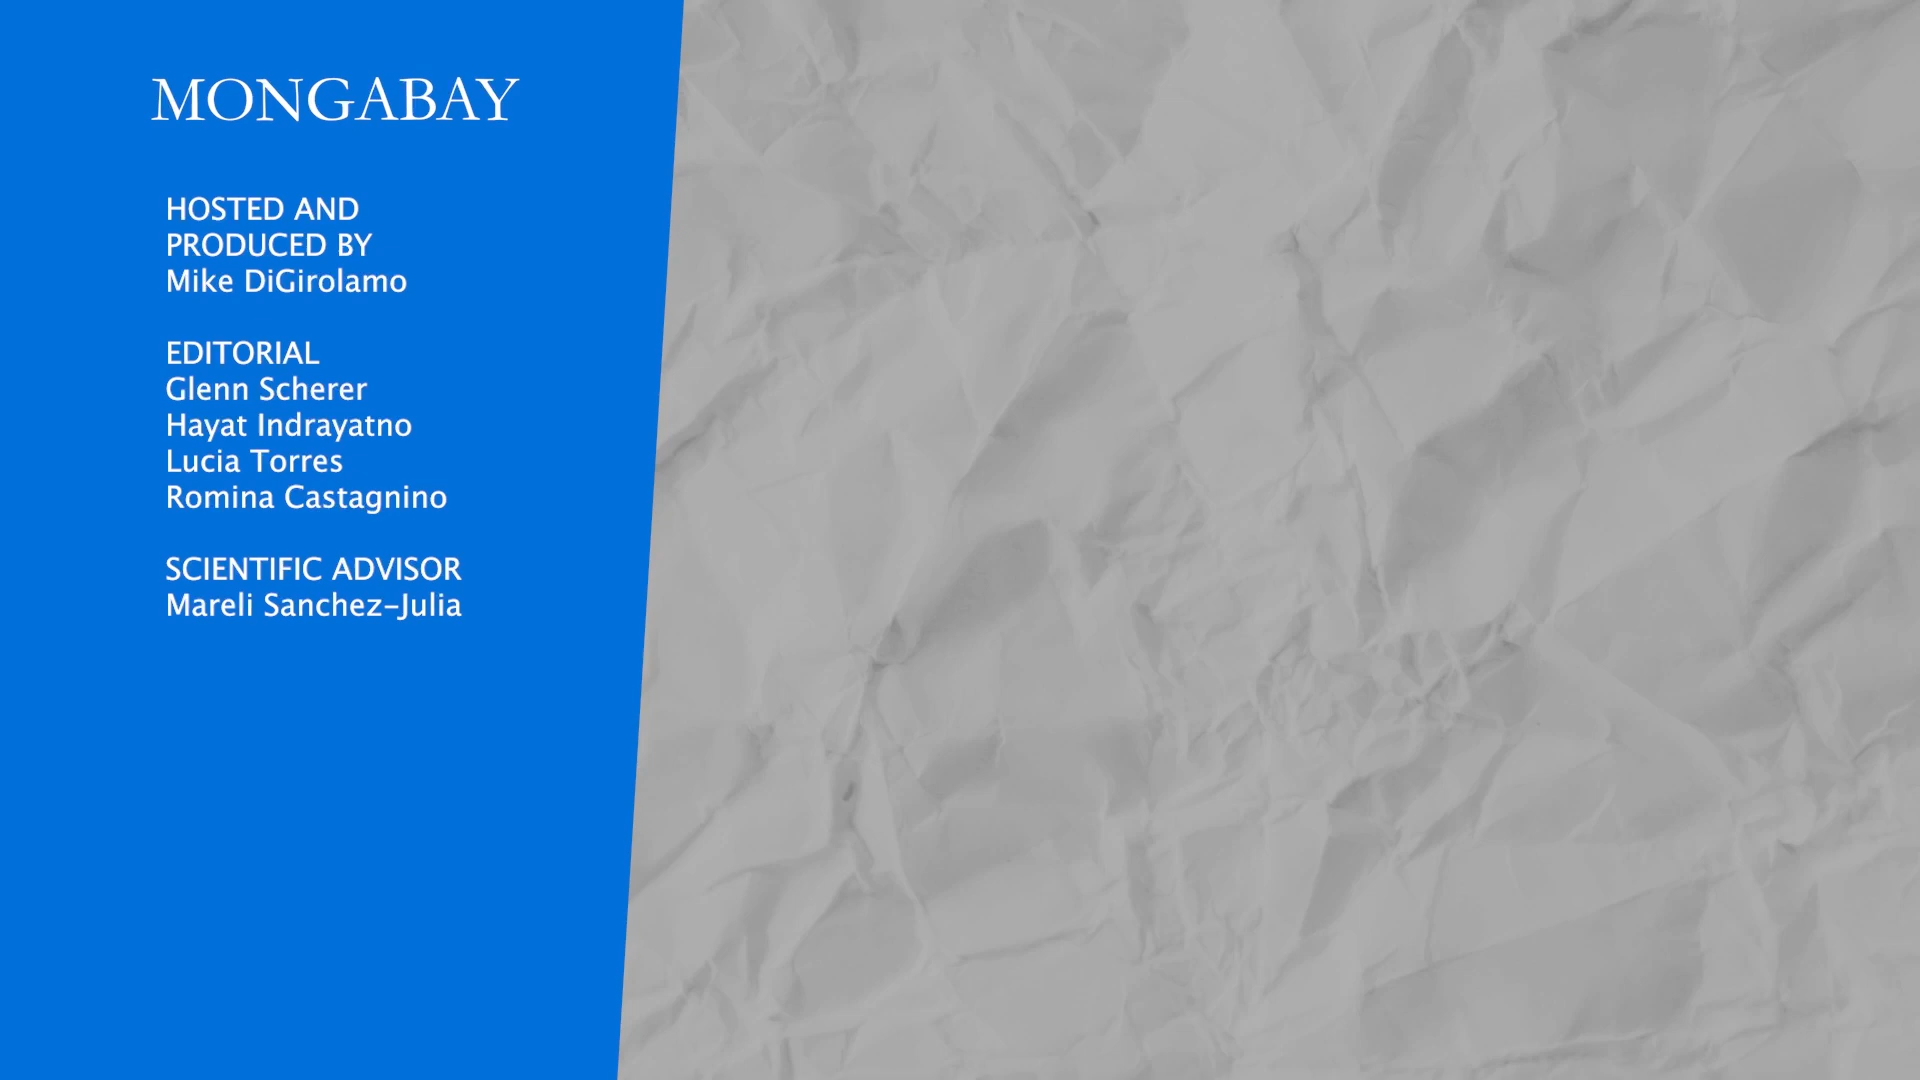 MONGABAY
HOSTED AND
PRODUCED BY
Mike DiGirolamo
EDITORIAL
Glenn Scherer
Hayat Indrayatno
Lucia Torres
Romina Castagnino
SCIENTIFIC ADVISOR
Mareli Sanchez-Julia